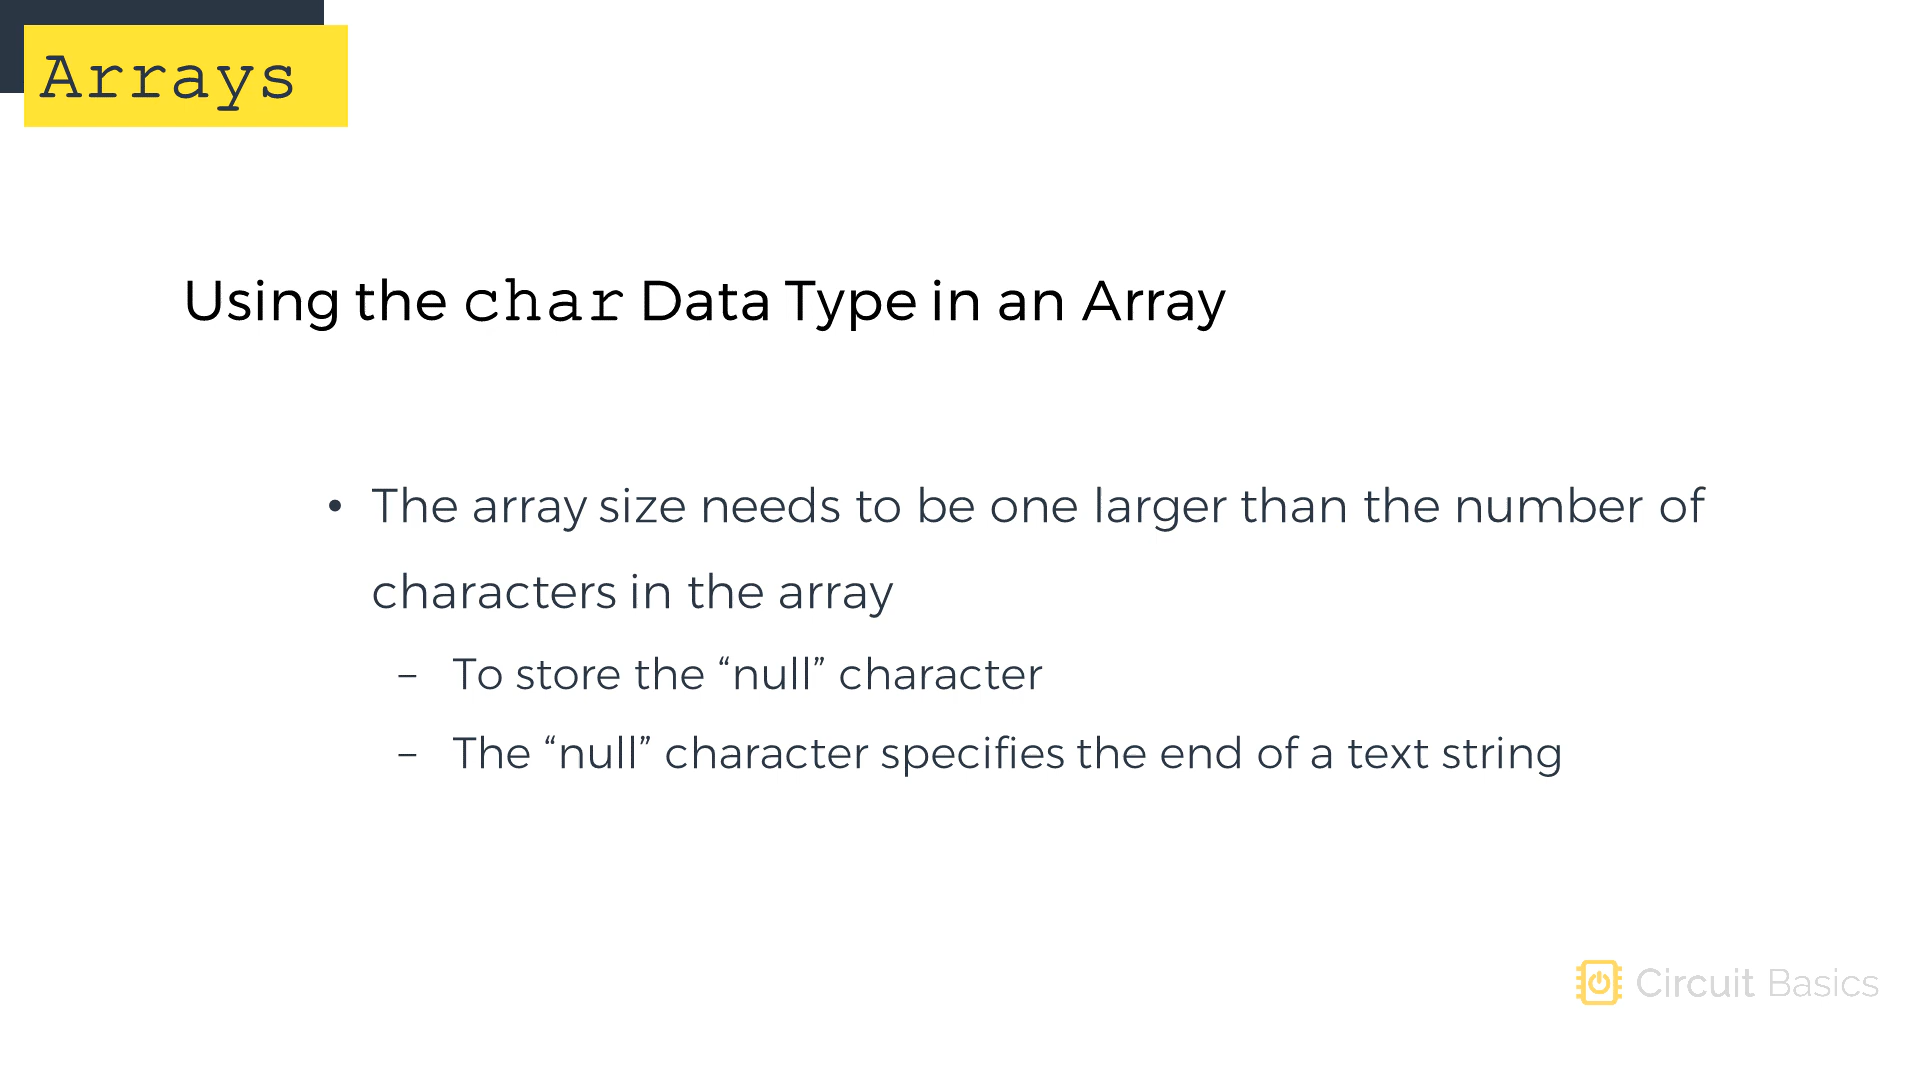 Arrays
Using the char Data Type in an Array
• The array size needs to be one larger than the number of
characters in the array
– To store the “null” character
– The “null” character specifies the end of a text string
Circuit Basics